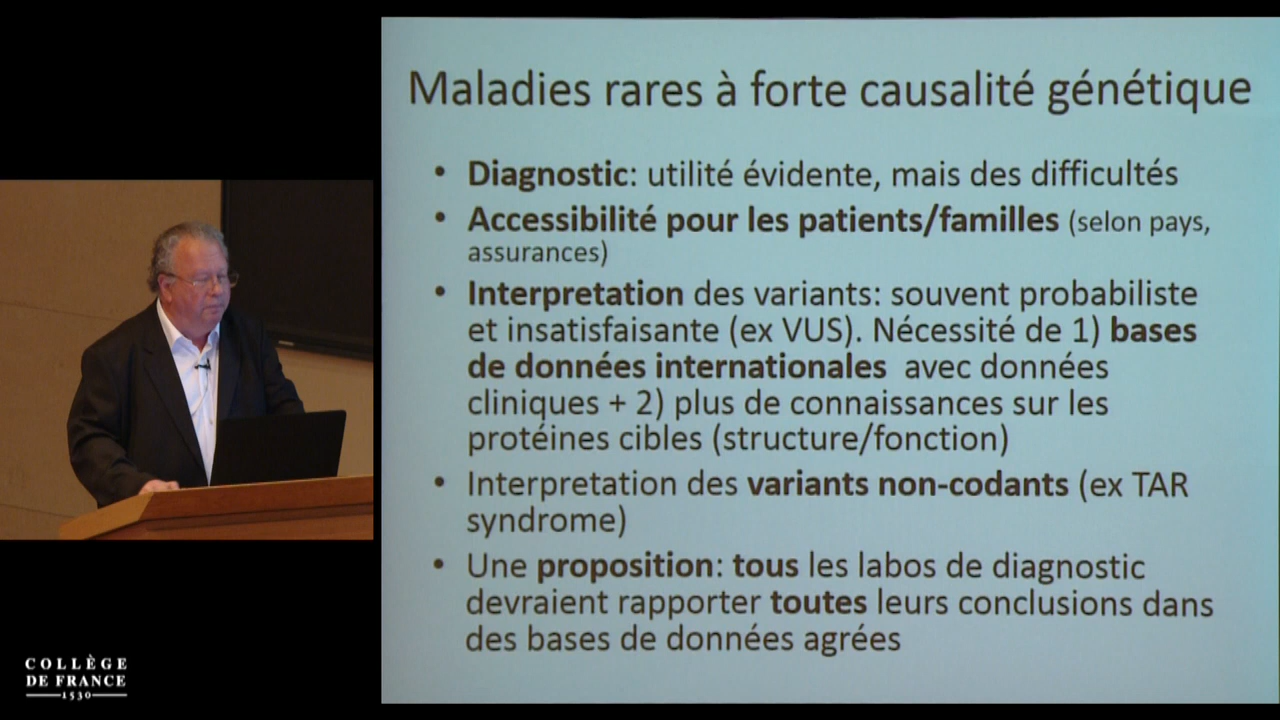 Maladies rares à forte causalité génétique
• Diagnostic: utilité évidente, mais des difficultés
• Accessibilité pour les patients/familles (selon pays,
assurances)
• Interpretation des variants: souvent probabiliste
et insatisfaisante (ex VUS). Nécessité de 1) bases
de données internationales avec données
cliniques + 2) plus de connaissances sur les
protéines cibles (structure/fonction)
• Interpretation des variants non-codants (ex TAR
syndrome)
• Une proposition: tous les labos de diagnostic
devraient rapporter toutes leurs conclusions dans
des bases de données agrées
COLLÈGE
DE FRANCE
1530